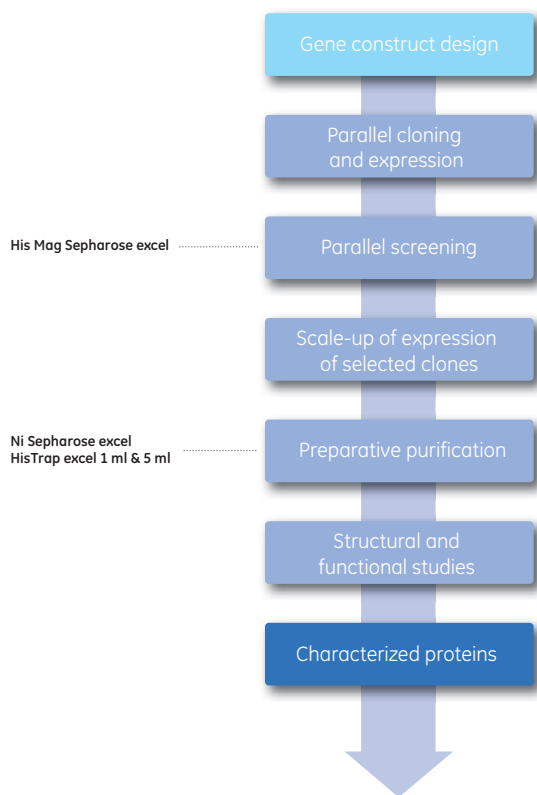 Gene construct design
Parallel cloning
and expression
His Mag Sepharose excel
Parallel screening
Scale-up of expression
of selected clones
Ni Sepharose excel
HisTrap excel 1 ml & 5 ml
Preparative purification
Structural and
functional studies
Characterized proteins